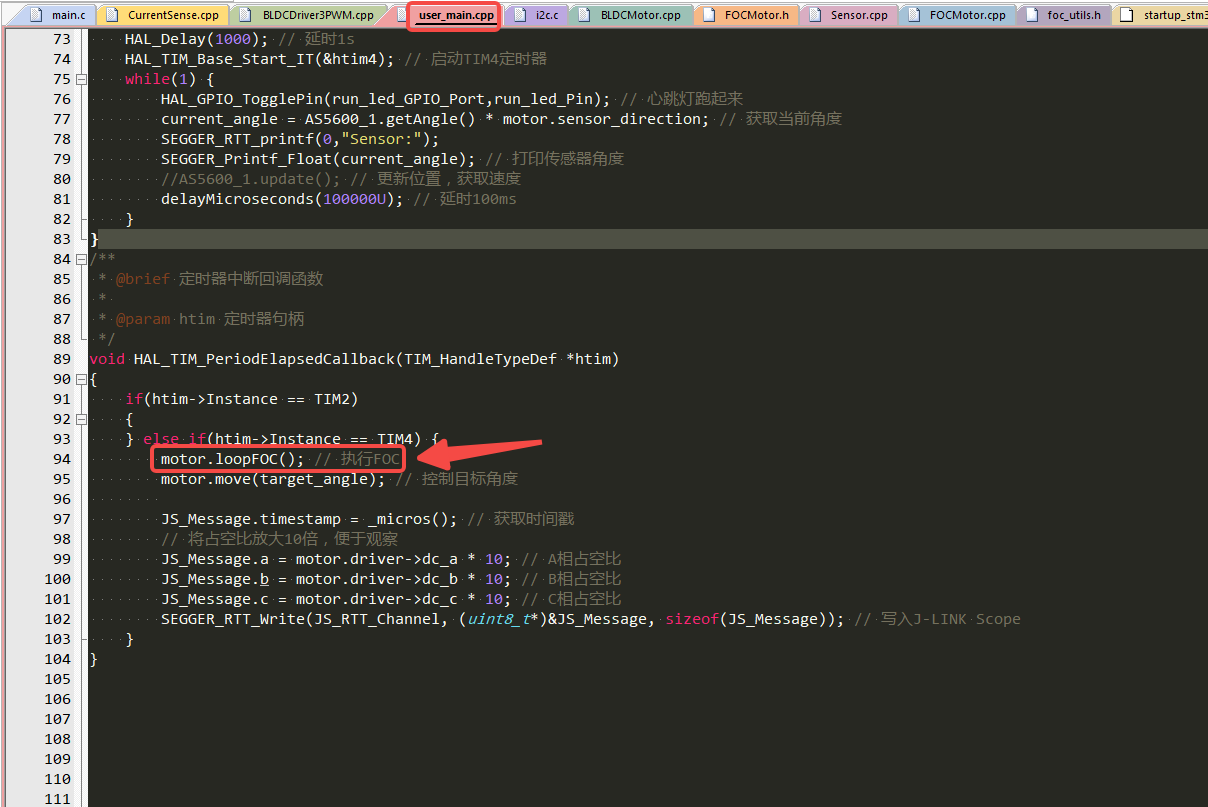 main.c CurrentSense.cpp BLDCDriver3PWM.cpp user_main.cpp i2c.c BLDCMotor.cpp FOCMotor.h Sensor.cpp FOCMotor.cpp foc_utils.h startup_stm3
73 HAL_Delay(1000); // 延时1s
74 HAL_TIM_Base_Start_IT(&htim4); // 启动TIM4定时器
75 while(1) {
76 HAL_GPIO_TogglePin(run_led_GPIO_Port,run_led_Pin); // 心跳灯跑起来
77 current_angle = AS5600_1.getAngle() * motor.sensor_direction; // 获取当前角度
78 SEGGER_RTT_printf(0,"Sensor:");
79 SEGGER_Printf_Float(current_angle); // 打印传感器角度
80 //AS5600_1.update(); // 更新位置，获取速度
81 delayMicroseconds(100000U); // 延时100ms
82 }
83 }
84 /**
85 * @brief 定时器中断回调函数
86 *
87 * @param htim 定时器句柄
88 */
89 void HAL_TIM_PeriodElapsedCallback(TIM_HandleTypeDef *htim)
90 {
91 if(htim->Instance == TIM2)
92 {
93 } else if(htim->Instance == TIM4) {
94 motor.loopFOC(); // 执行FOC
95 motor.move(target_angle); // 控制目标角度
96
97 JS_Message.timestamp = _micros(); // 获取时间戳
98 // 将占空比放大10倍，便于观察
99 JS_Message.a = motor.driver->dc_a * 10; // A相占空比
100 JS_Message.b = motor.driver->dc_b * 10; // B相占空比
101 JS_Message.c = motor.driver->dc_c * 10; // C相占空比
102 SEGGER_RTT_Write(JS_RTT_Channel, (uint8_t*)&JS_Message, sizeof(JS_Message)); // 写入J-LINK Scope
103 }
104 }
105
106
107
108
109
110
111